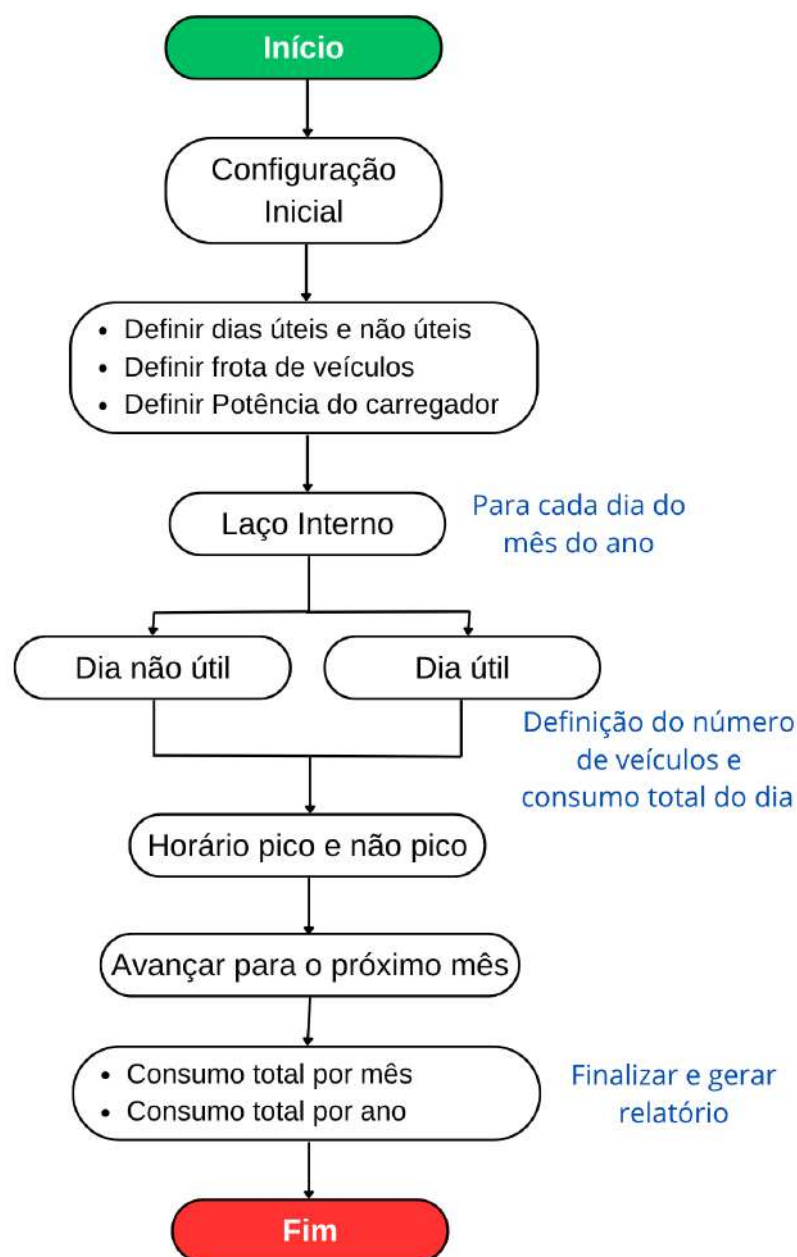 Início
Configuração
Inicial
• Definir dias úteis e não úteis
• Definir frota de veículos
• Definir Potência do carregador
Laço Interno
Para cada dia do
mês do ano
Dia não útil
Dia útil
Definição do número
de veículos e
consumo total do dia
Horário pico e não pico
Avançar para o próximo mês
• Consumo total por mês
• Consumo total por ano
Finalizar e gerar
relatório
Fim